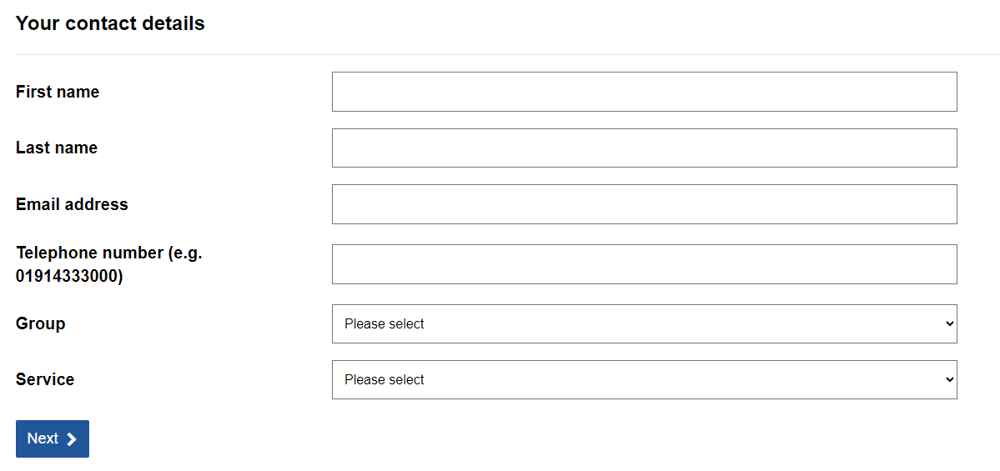 Your contact details
First name
Last name
Email address
Telephone number (e.g.
01914333000)
Group
Please select
Service
Please select
Next